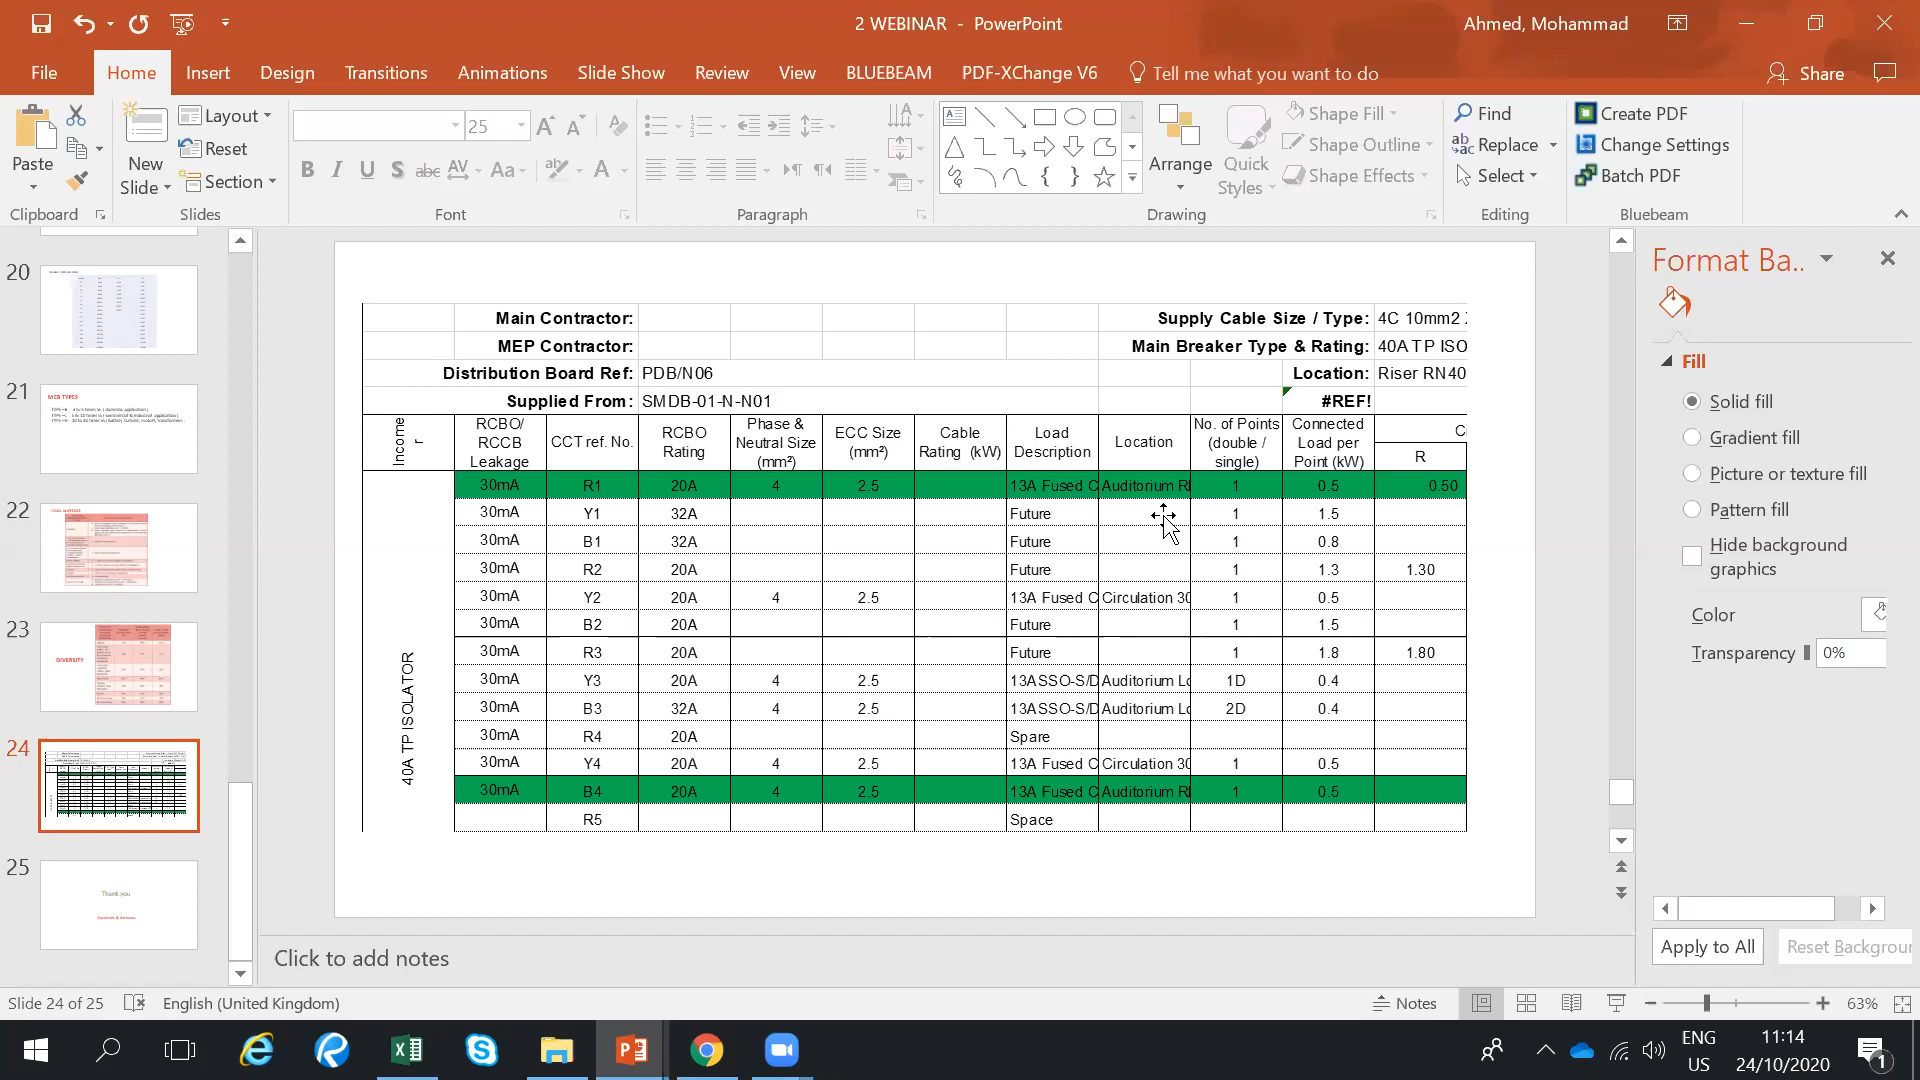 2 WEBINAR - PowerPoint
Ahmed, Mohammad
File Home Insert Design Transitions Animations Slide Show Review View BLUEBEAM PDF-XChange V6 Tell me what you want to do Share
Paste
Clipboard
New Slide
Layout
Reset
Section
Slides
25
Font
Paragraph
Arrange
Quick Styles
Shape Fill
Shape Outline
Shape Effects
Drawing
Find
Replace
Select
Editing
Create PDF
Change Settings
Batch PDF
Bluebeam
20
21
MCB TYPES
22
23
DIVERSITY
24
25
Thank you
Question & Answers
Main Contractor: Supply Cable Size / Type: 4C 10mm2
MEP Contractor: Main Breaker Type & Rating: 40A TP ISO
Distribution Board Ref: PDB/N06 Location: Riser RN40
Supplied From: SMDB-01-N-N01 #REF!
Incomer RCBO/ RCCB Leakage CCT ref. No. RCBO Rating Phase & Neutral Size (mm²) ECC Size (mm²) Cable Rating (kW) Load Description Location No. of Points (double / single) Connected Load per Point (kW) R
30mA R1 20A 4 2.5 13A Fused C Auditorium R 1 0.5 0.50
30mA Y1 32A Future 1 1.5
30mA B1 32A Future 1 0.8
30mA R2 20A Future 1 1.3 1.30
30mA Y2 20A 4 2.5 13A Fused C Circulation 30 1 0.5
30mA B2 20A Future 1 1.5
30mA R3 20A Future 1 1.8 1.80
30mA Y3 20A 4 2.5 13ASSO-S/D Auditorium Lo 1D 0.4
30mA B3 32A 4 2.5 13ASSO-S/D Auditorium Lo 2D 0.4
30mA R4 20A Spare
30mA Y4 20A 4 2.5 13A Fused C Circulation 30 1 0.5
30mA B4 20A 4 2.5 13A Fused C Auditorium R 1 0.5
R5 Space
40A TP ISOLATOR
Format Ba..
Fill
Solid fill
Gradient fill
Picture or texture fill
Pattern fill
Hide background graphics
Color
Transparency 0%
Apply to All
Reset Backgroun
Click to add notes
Slide 24 of 25 English (United Kingdom) Notes 63%
ENG
US
11:14
24/10/2020
1